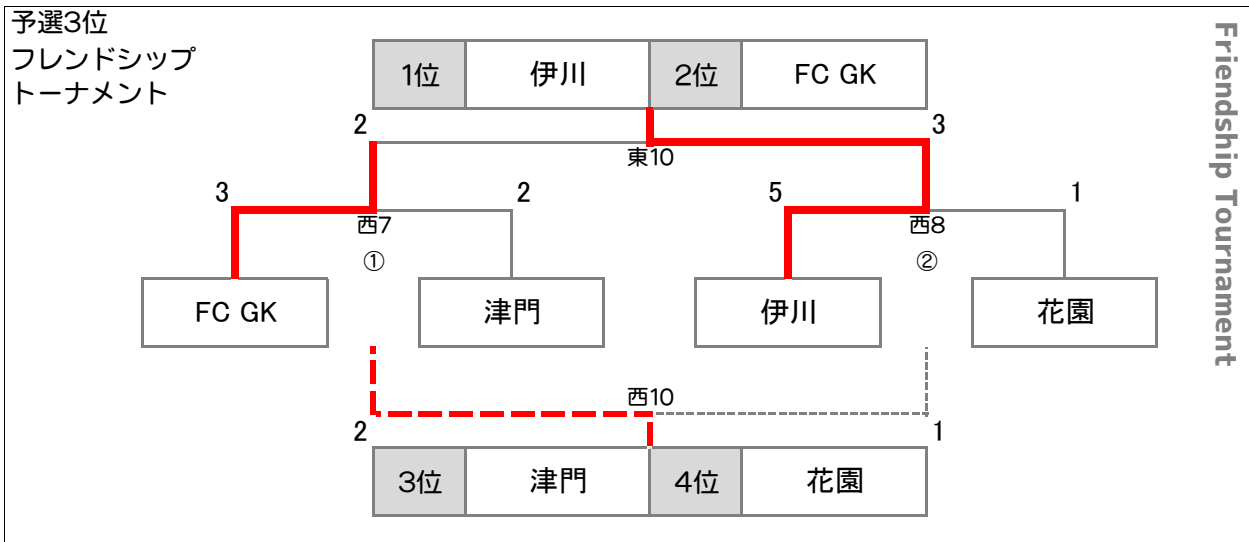 予選3位
フレンドシップ
トーナメント
1位 伊川 2位 FC GK
2 3
東10
3 2 5 1
西7 西8
① ②
FC GK 津門 伊川 花園
西10
2 1
3位 津門 4位 花園
Friendship Tournament